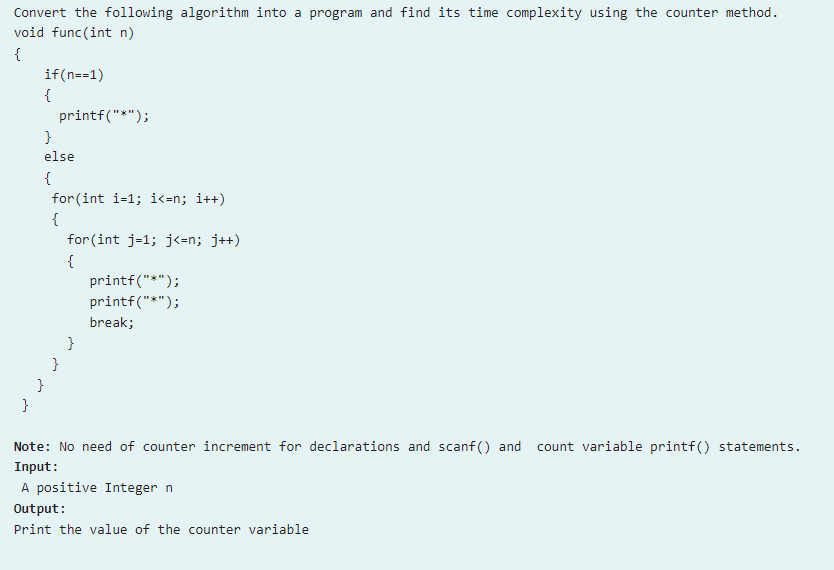 Convert the following algorithm into a program and find its time complexity using the counter method.
void func(int n)
{
    if(n==1)
    {
      printf("*");
    }
    else
    {
     for(int i=1; i<=n; i++)
     {
       for(int j=1; j<=n; j++)
       {
          printf("*");
          printf("*");
          break;
       }
     }
   }
 }
Note: No need of counter increment for declarations and scanf() and  count variable printf() statements.
Input:
 A positive Integer n
Output:
Print the value of the counter variable